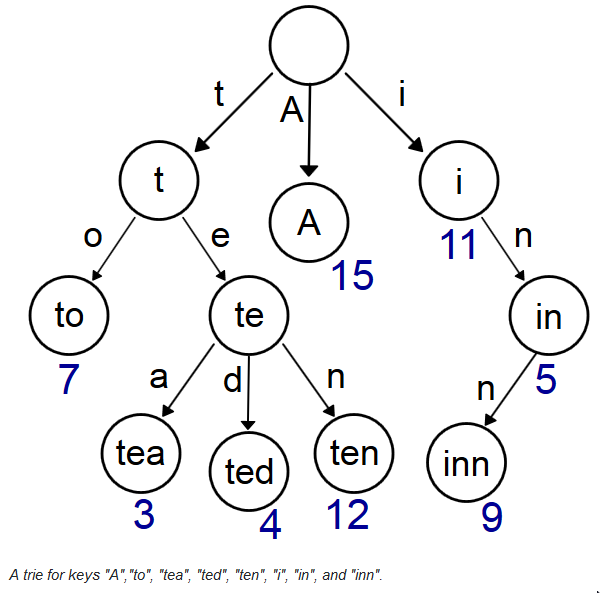 t
A
i
t
A
i
15
11
o
e
n
to
te
in
7
5
a
d
n
n
tea
ted
ten
inn
3
4
12
9
A trie for keys "A","to", "tea", "ted", "ten", "i", "in", and "inn".